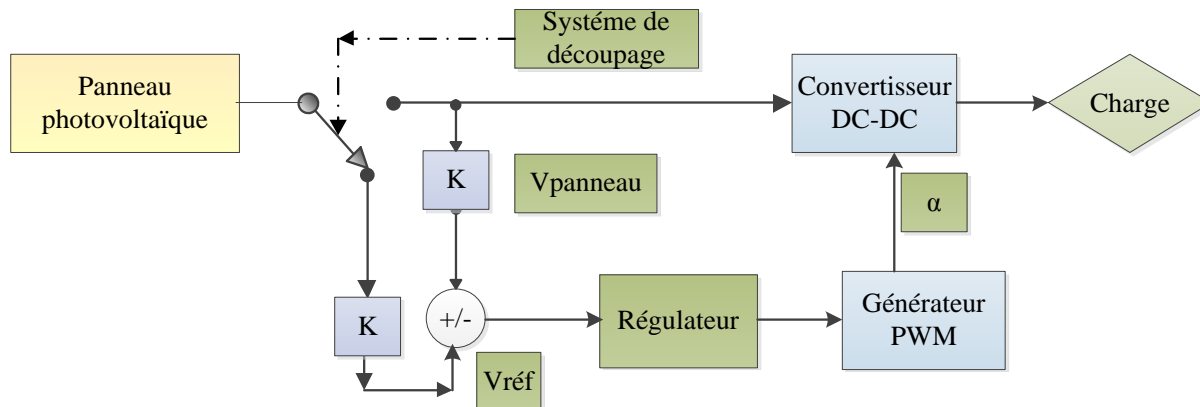 Systéme de
découpage
Panneau
photovoltaïque
Convertisseur
DC-DC
Charge
K
Vpanneau
α
K
+/-
Régulateur
Générateur
PWM
Vréf